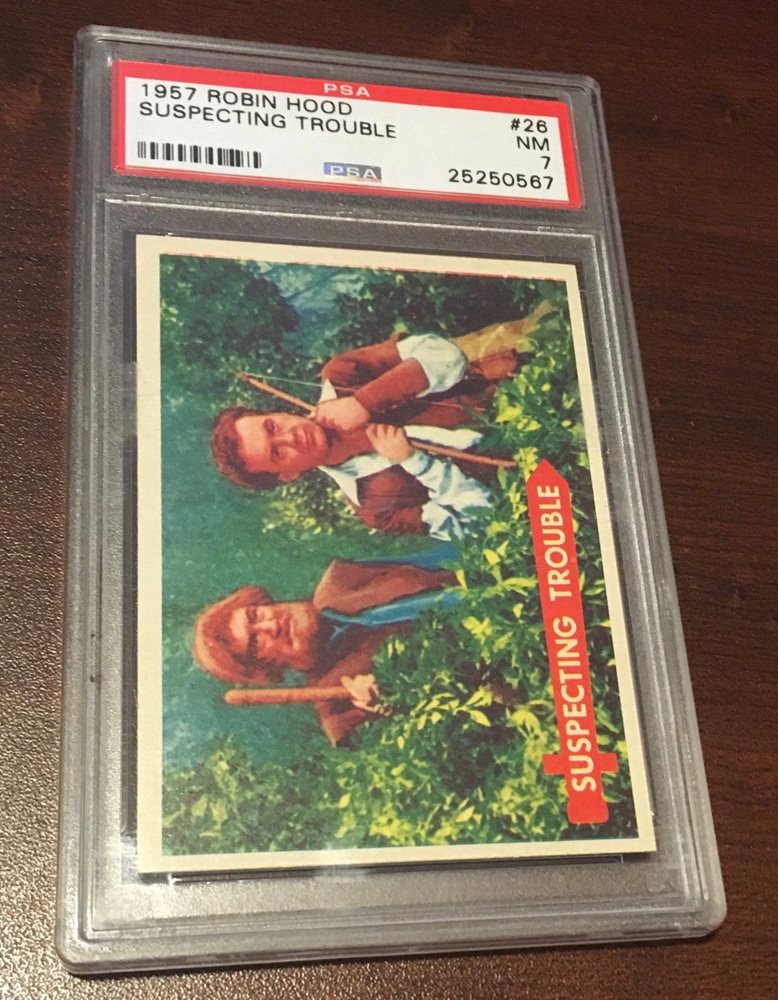 PSA
1957 ROBIN HOOD #26
SUSPECTING TROUBLE NM
7
PSA 25250567
SUSPECTING TROUBLE